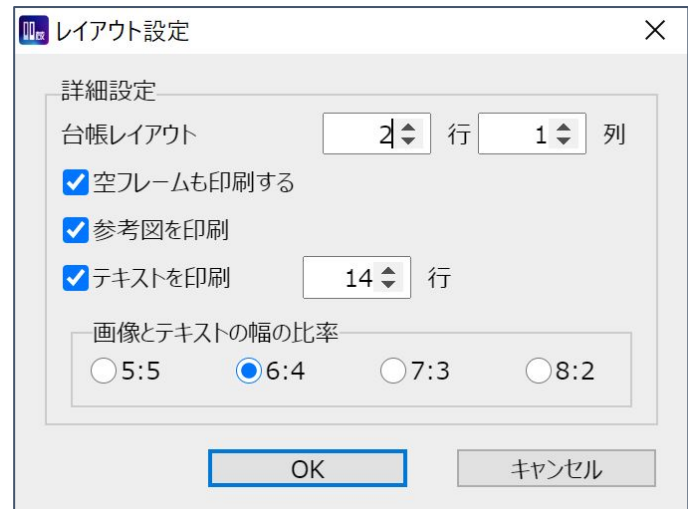 レイアウト設定
詳細設定
台帳レイアウト 2 行 1 列
空フレームも印刷する
参考図を印刷
テキストを印刷 14 行
画像とテキストの幅の比率
5:5 6:4 7:3 8:2
OK キャンセル